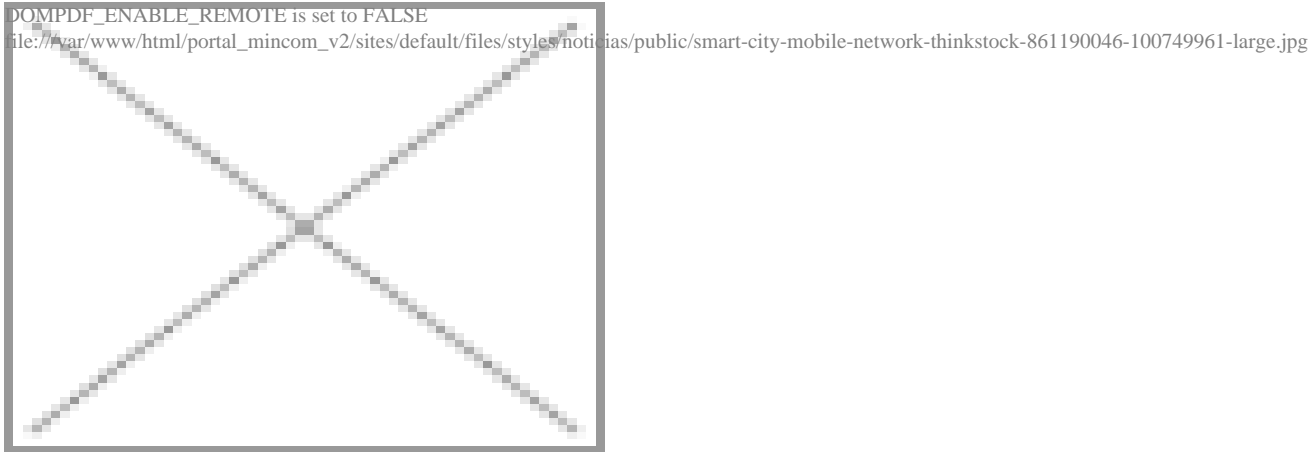 DOMPDF_ENABLE_REMOTE is set to FALSE
file:///var/www/html/portal_mincom_v2/sites/default/files/styles/noticias/public/smart-city-mobile-network-thinkstock-861190046-100749961-large.jpg